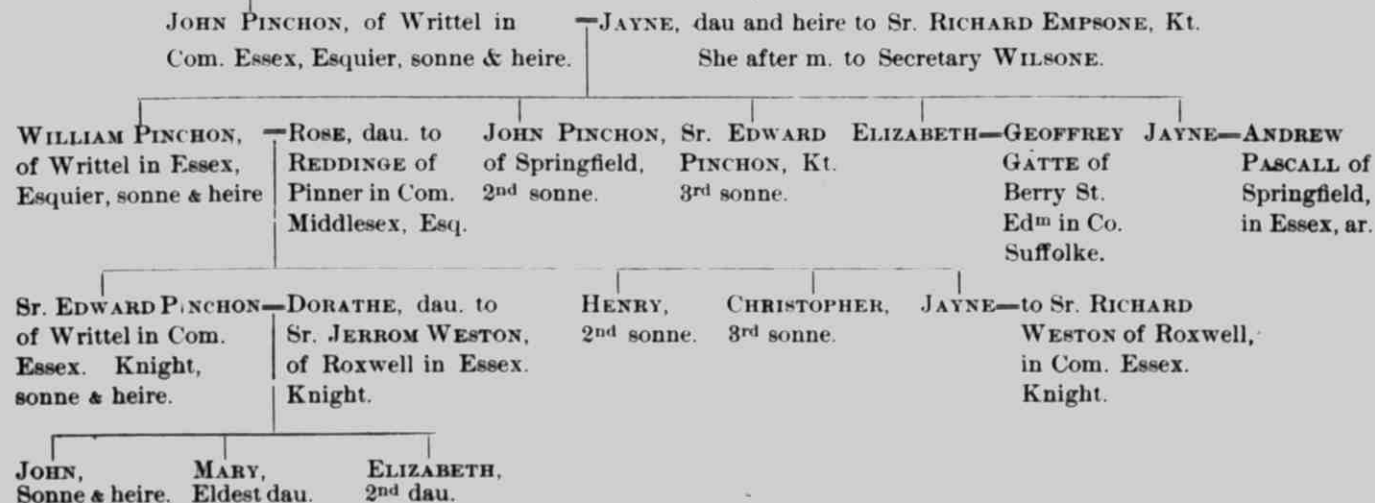 JOHN PINCHON, of Writtel in
Com. Essex, Esquier, sonne & heire.
JAYNE, dau and heire to Sr. RICHARD EMPSONE, Kt.
She after m. to Secretary WILSONE.
WILLIAM PINCHON,
of Writtel in Essex,
Esquier, sonne & heire
ROSE, dau. to
REDDINGE of
Pinner in Com.
Middlesex, Esq.
JOHN PINCHON,
of Springfield,
2nd sonne.
Sr. EDWARD
PINCHON, Kt.
3rd sonne.
ELIZABETH
GEOFFREY
GATTE of
Berry St.
Edm in Co.
Suffolke.
JAYNE
ANDREW
PASCALL of
Springfield,
in Essex, ar.
Sr. EDWARD PINCHON
of Writtel in Com.
Essex. Knight,
sonne & heire.
DORATHE, dau. to
Sr. JERROM WESTON,
of Roxwell in Essex.
Knight.
HENRY,
2nd sonne.
CHRISTOPHER,
3rd sonne.
JAYNE
to Sr. RICHARD
WESTON of Roxwell,
in Com. Essex.
Knight.
JOHN,
Sonne & heire.
MARY,
Eldest dau.
ELIZABETH,
2nd dau.